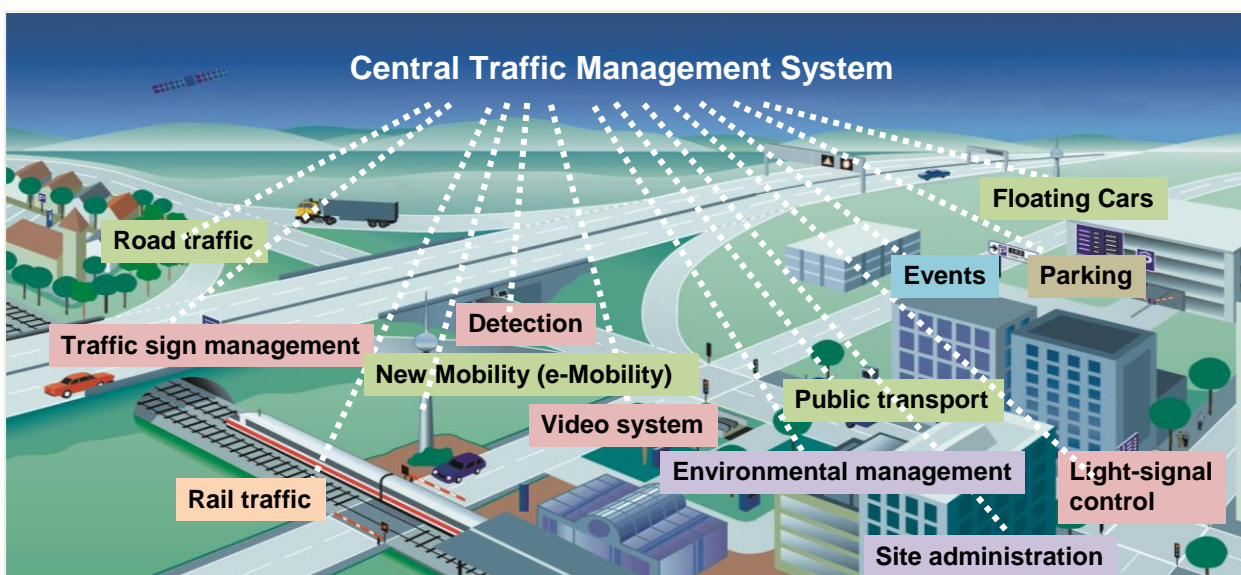 Central Traffic Management System
Floating Cars
Road traffic
Events
Parking
Detection
Traffic sign management
New Mobility (e-Mobility)
Public transport
Video system
Environmental management
Light-signal
control
Rail traffic
Site administration